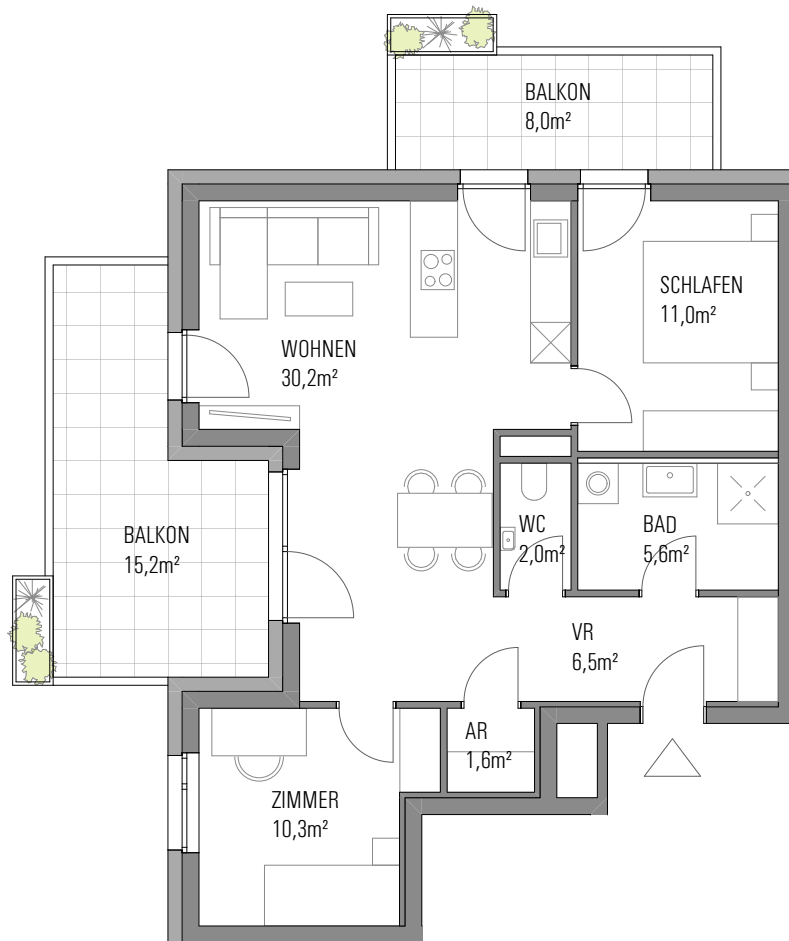 BALKON
8,0m²
SCHLAFEN
11,0m²
WOHNEN
30,2m²
BALKON
15,2m²
WC
2,0m²
BAD
5,6m²
VR
6,5m²
AR
1,6m²
ZIMMER
10,3m²